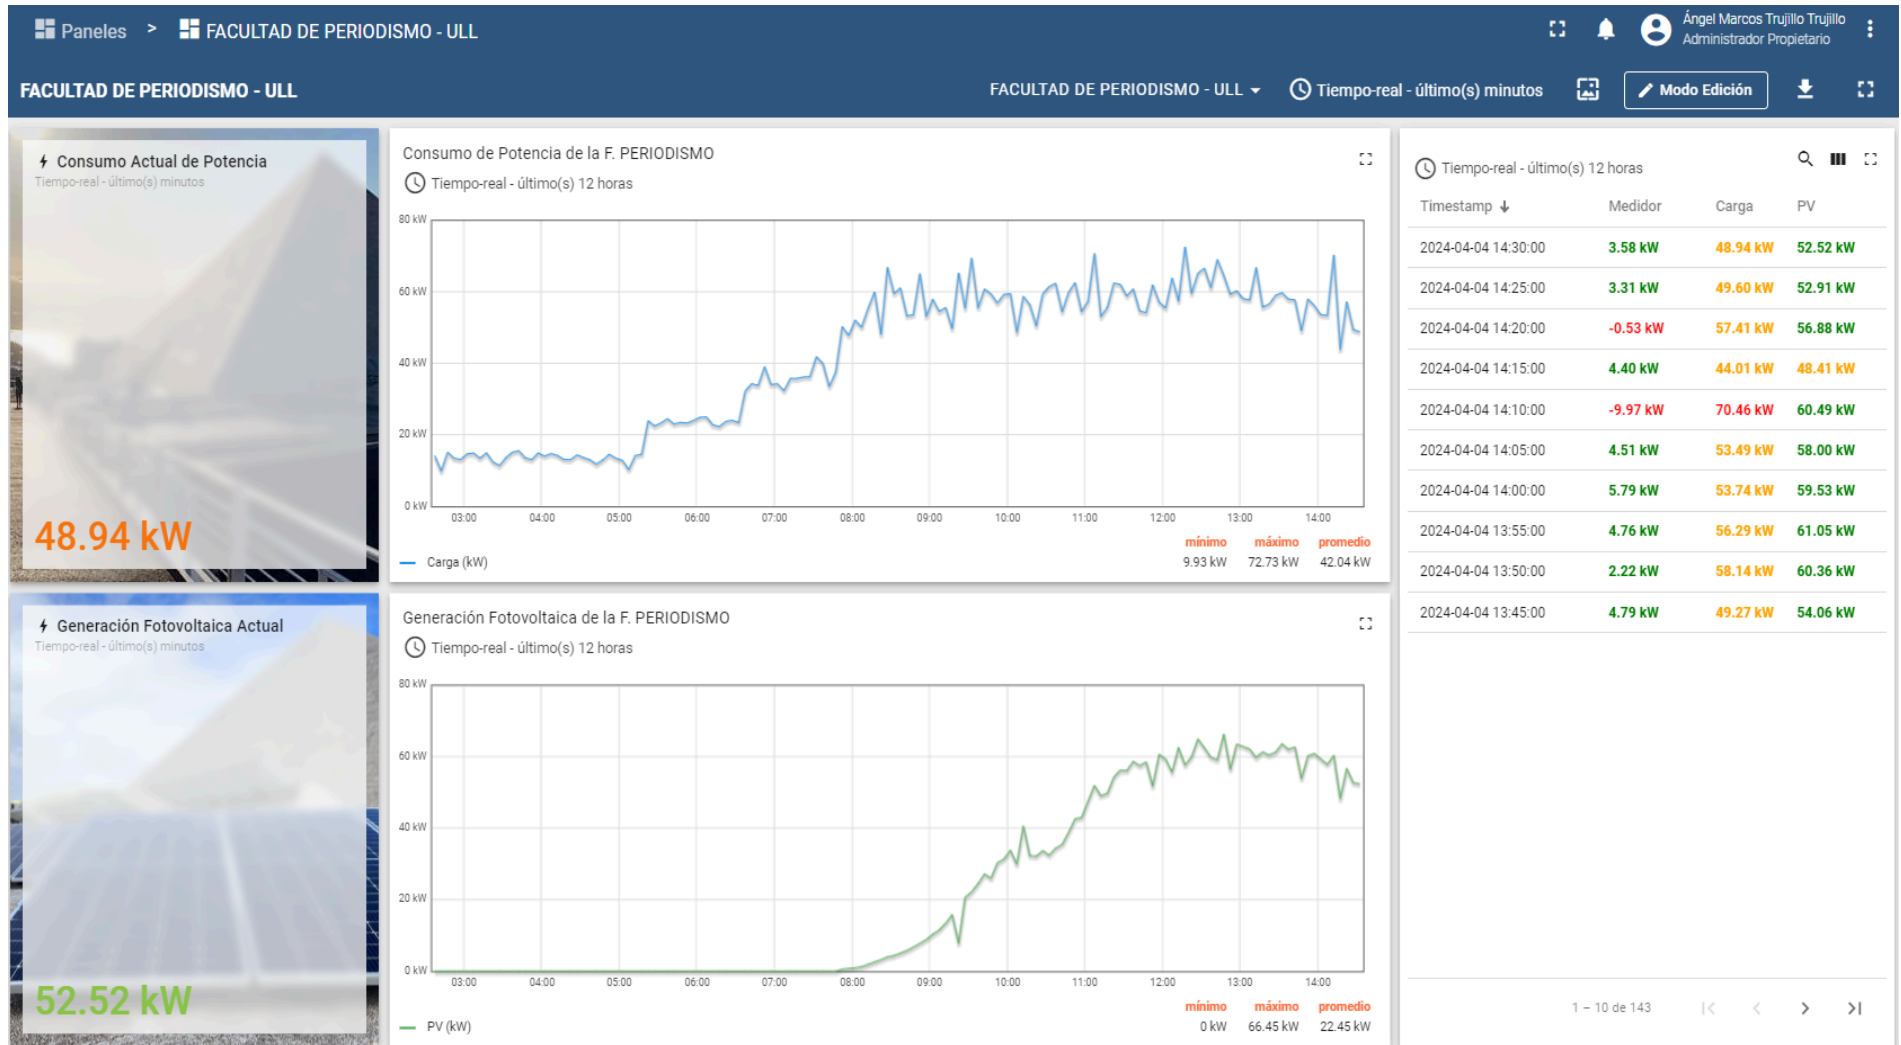 Paneles > FACULTAD DE PERIODISMO - ULL
Ángel Marcos Trujillo Trujillo
Administrador Propietario
FACULTAD DE PERIODISMO - ULL
FACULTAD DE PERIODISMO - ULL
Tiempo-real - último(s) minutos
Modo Edición
Consumo Actual de Potencia
Tiempo-real - último(s) minutos
48.94 kW
Consumo de Potencia de la F. PERIODISMO
Tiempo-real - último(s) 12 horas
80 kW
60 kW
40 kW
20 kW
0 kW
03:00 04:00 05:00 06:00 07:00 08:00 09:00 10:00 11:00 12:00 13:00 14:00
mínimo máximo promedio
Carga (kW) 9.93 kW 72.73 kW 42.04 kW
Generación Fotovoltaica Actual
Tiempo-real - último(s) minutos
52.52 kW
Generación Fotovoltaica de la F. PERIODISMO
Tiempo-real - último(s) 12 horas
80 kW
60 kW
40 kW
20 kW
0 kW
03:00 04:00 05:00 06:00 07:00 08:00 09:00 10:00 11:00 12:00 13:00 14:00
mínimo máximo promedio
PV (kW) 0 kW 66.45 kW 22.45 kW
Tiempo-real - último(s) 12 horas
Timestamp Medidor Carga PV
2024-04-04 14:30:00 3.58 kW 48.94 kW 52.52 kW
2024-04-04 14:25:00 3.31 kW 49.60 kW 52.91 kW
2024-04-04 14:20:00 -0.53 kW 57.41 kW 56.88 kW
2024-04-04 14:15:00 4.40 kW 44.01 kW 48.41 kW
2024-04-04 14:10:00 -9.97 kW 70.46 kW 60.49 kW
2024-04-04 14:05:00 4.51 kW 53.49 kW 58.00 kW
2024-04-04 14:00:00 5.79 kW 53.74 kW 59.53 kW
2024-04-04 13:55:00 4.76 kW 56.29 kW 61.05 kW
2024-04-04 13:50:00 2.22 kW 58.14 kW 60.36 kW
2024-04-04 13:45:00 4.79 kW 49.27 kW 54.06 kW
1 – 10 de 143